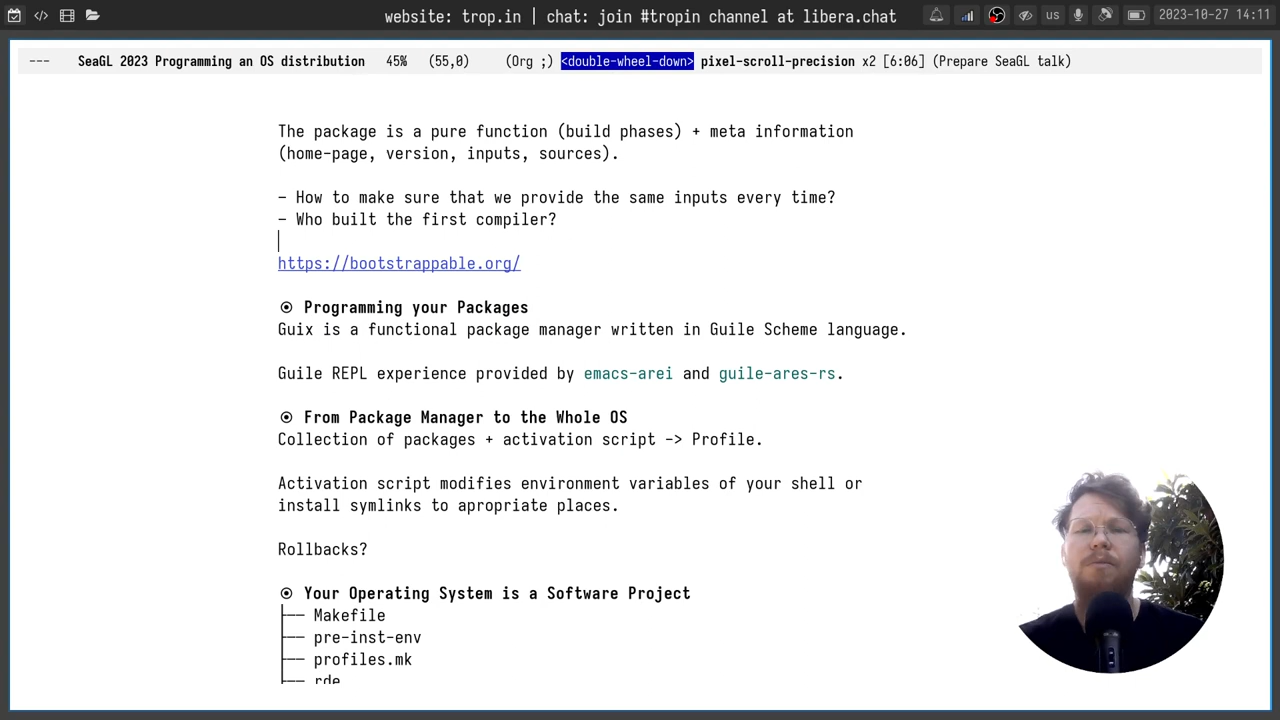 website: trop.in | chat: join #tropin channel at libera.chat
us
2023-10-27 14:11
--- SeaGL 2023 Programming an OS distribution 45% (55,0) (Org ;) <double-wheel-down> pixel-scroll-precision x2 [6:06] (Prepare SeaGL talk)
The package is a pure function (build phases) + meta information
(home-page, version, inputs, sources).
- How to make sure that we provide the same inputs every time?
- Who built the first compiler?
https://bootstrappable.org/
Programming your Packages
Guix is a functional package manager written in Guile Scheme language.
Guile REPL experience provided by emacs-arei and guile-ares-rs.
From Package Manager to the Whole OS
Collection of packages + activation script -> Profile.
Activation script modifies environment variables of your shell or
install symlinks to apropriate places.
Rollbacks?
Your Operating System is a Software Project
├── Makefile
├── pre-inst-env
├── profiles.mk
├── rde